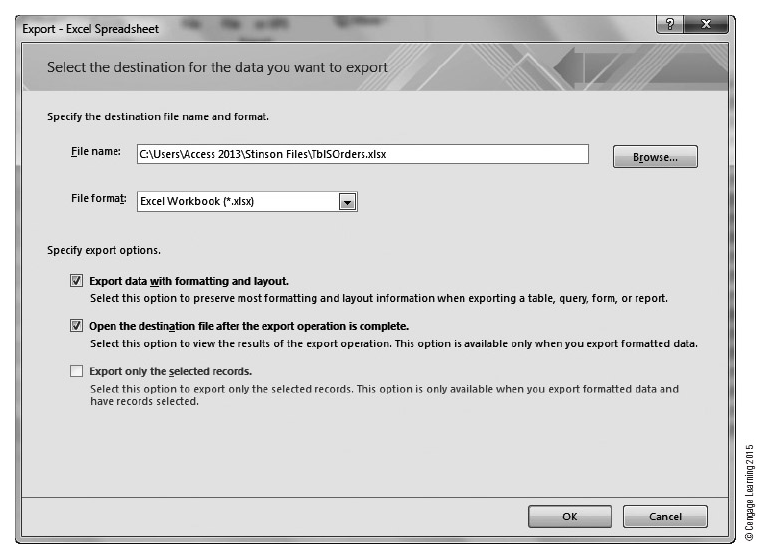 Export - Excel Spreadsheet
Select the destination for the data you want to export
Specify the destination file name and format.
File name: C:\Users\Access 2013\Stinson Files\TblSOrders.xlsx Browse...
File format: Excel Workbook (*.xlsx)
Specify export options.
Export data with formatting and layout.
Select this option to preserve most formatting and layout information when exporting a table, query, form, or report.
Open the destination file after the export operation is complete.
Select this option to view the results of the export operation. This option is available only when you export formatted data.
Export only the selected records.
Select this option to export only the selected records. This option is only available when you export formatted data and
have records selected.
OK Cancel
© Cengage Learning 2015